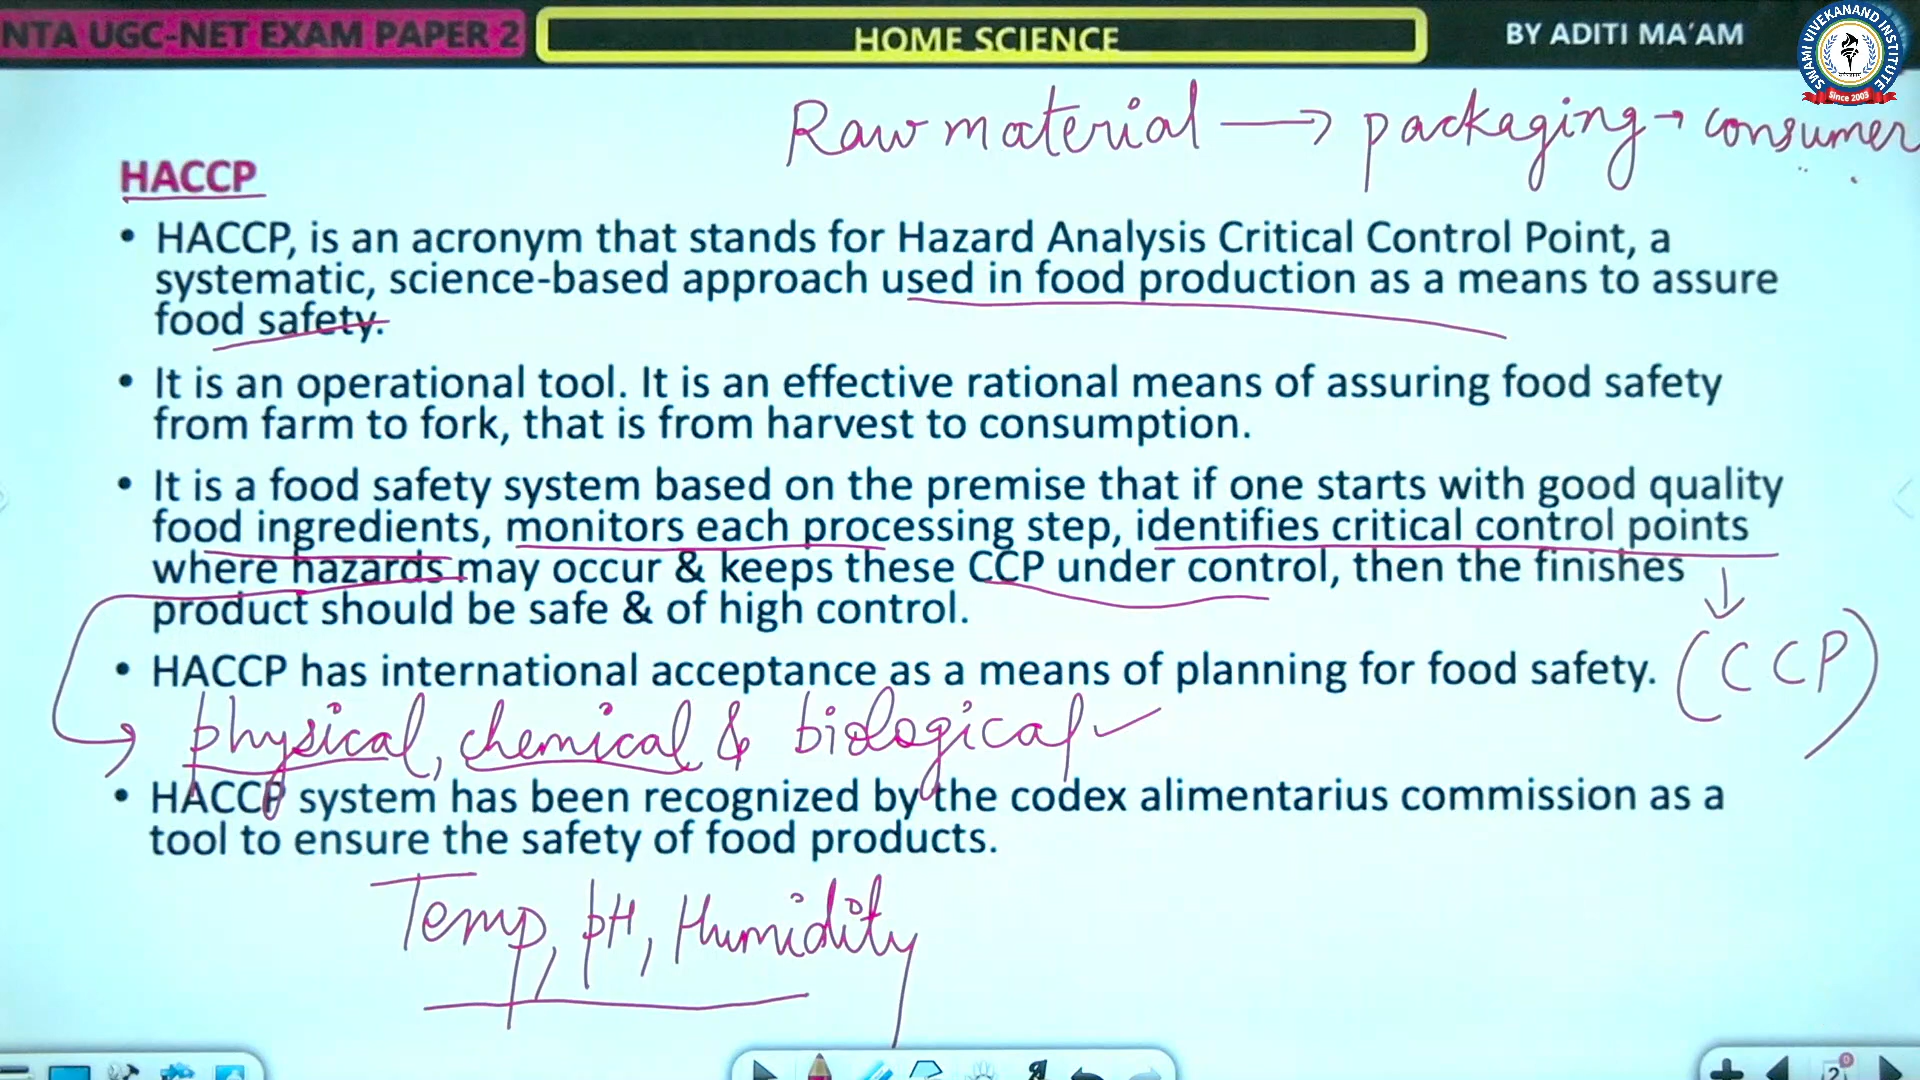 NTA UGC-NET EXAM PAPER 2
HOME SCIENCE
BY ADITI MA'AM
SWAMI VIVEKANAND INSTITUTE
Since 2003
Raw material → packaging → consumer
HACCP
• HACCP, is an acronym that stands for Hazard Analysis Critical Control Point, a
systematic, science-based approach used in food production as a means to assure
food safety.
• It is an operational tool. It is an effective rational means of assuring food safety
from farm to fork, that is from harvest to consumption.
• It is a food safety system based on the premise that if one starts with good quality
food ingredients, monitors each processing step, identifies critical control points
where hazards may occur & keeps these CCP under control, then the finishes
product should be safe & of high control.
(CCP)
• HACCP has international acceptance as a means of planning for food safety.
physical, chemical & biological
• HACCP system has been recognized by the codex alimentarius commission as a
tool to ensure the safety of food products.
Temp, pH, Humidity
2
0